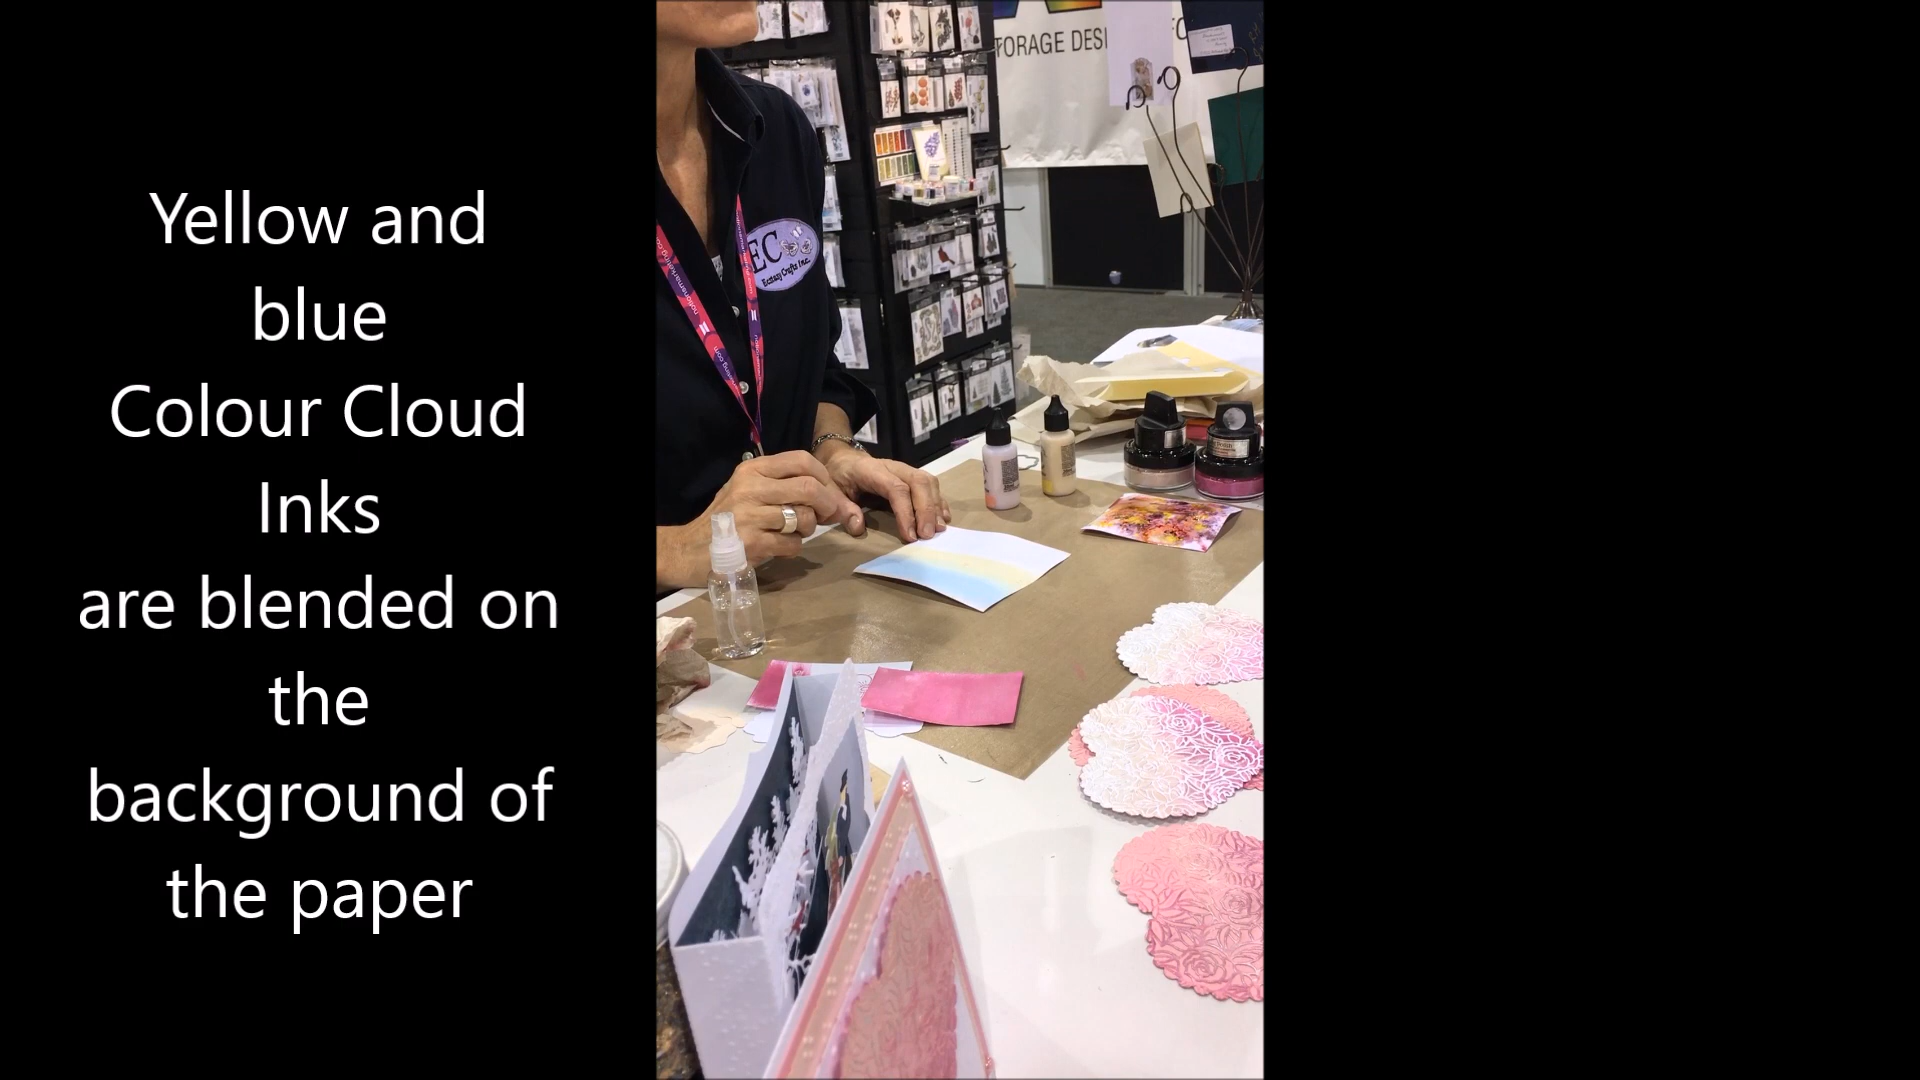 Yellow and
blue
Colour Cloud
Inks
are blended on
the
background of
the paper
TORAGE DESI
EC
Ecstasy Crafts Inc.